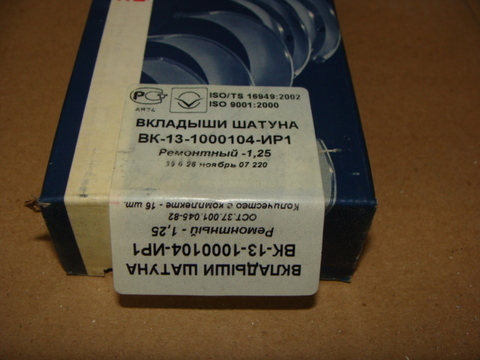 ISO/TS 16949:2002
ISO 9001:2000
ВКЛАДЫШИ ШАТУНА
ВК-13-1000104-ИР1
Ремонтный -1,25
ноябрь 07 220
ВКЛАДЫШИ ШАТУНА
ВК-13-1000104-ИР1
Ремонтный - 1,25
ОСТ.37.001.045-82
Количество в комплекте - 16 шт.